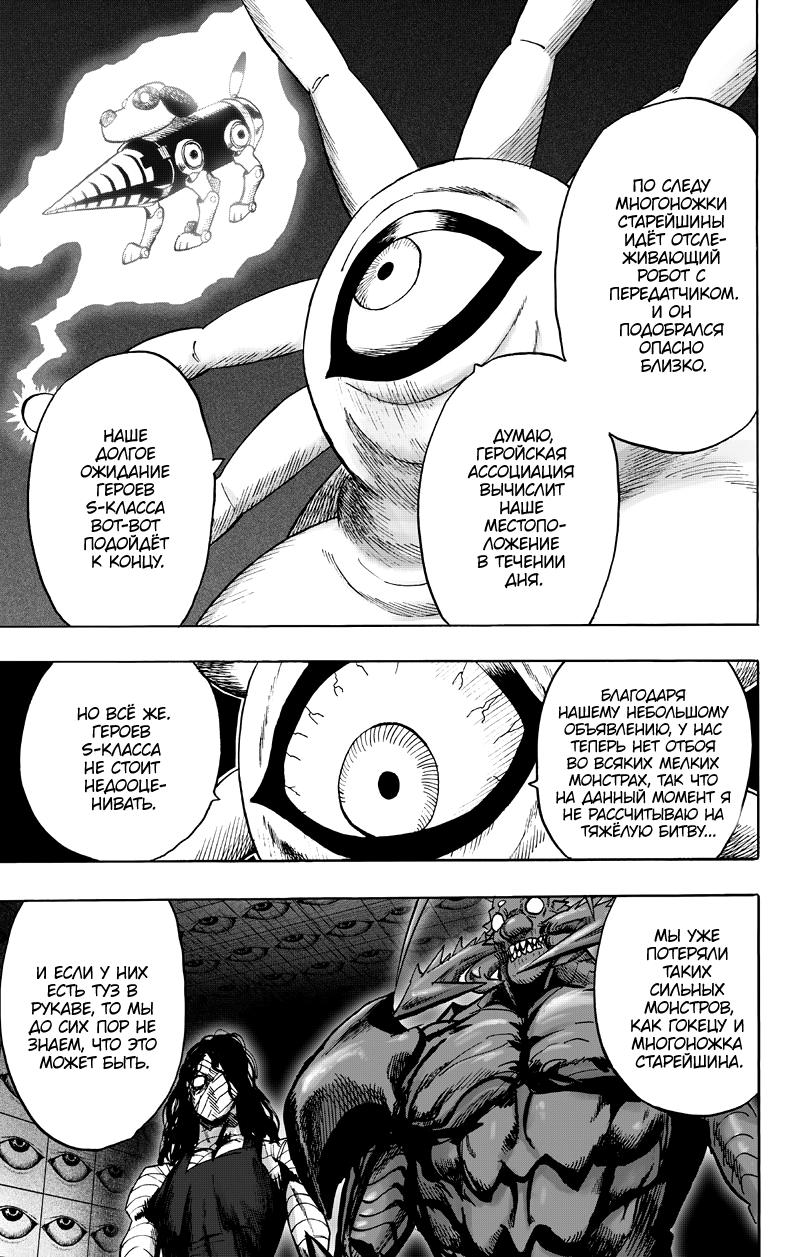 ПО СЛЕДУ
МНОГОНОЖКИ
СТАРЕЙШИНЫ
ИДЁТ ОТСЛЕ-
ЖИВАЮЩИЙ
РОБОТ С
ПЕРЕДАТЧИКОМ.
И ОН
ПОДОБРАЛСЯ
ОПАСНО
БЛИЗКО.
ДУМАЮ,
ГЕРОЙСКАЯ
АССОЦИАЦИЯ
ВЫЧИСЛИТ
НАШЕ
МЕСТОПО-
ЛОЖЕНИЕ
В ТЕЧЕНИИ
ДНЯ.
НАШЕ
ДОЛГОЕ
ОЖИДАНИЕ
ГЕРОЕВ
S-КЛАССА
ВОТ-ВОТ
ПОДОЙДЁТ
К КОНЦУ.
БЛАГОДАРЯ
НАШЕМУ НЕБОЛЬШОМУ
ОБЪЯВЛЕНИЮ, У НАС
ТЕПЕРЬ НЕТ ОТБОЯ
ВО ВСЯКИХ МЕЛКИХ
МОНСТРАХ, ТАК ЧТО
НА ДАННЫЙ МОМЕНТ Я
НЕ РАССЧИТЫВАЮ НА
ТЯЖЁЛУЮ БИТВУ...
НО ВСЁ ЖЕ.
ГЕРОЕВ
S-КЛАССА
НЕ СТОИТ
НЕДООЦЕ-
НИВАТЬ.
МЫ УЖЕ
ПОТЕРЯЛИ
ТАКИХ
СИЛЬНЫХ
МОНСТРОВ,
КАК ГОКЕЦУ И
МНОГОНОЖКА
СТАРЕЙШИНА.
И ЕСЛИ У НИХ
ЕСТЬ ТУЗ В
РУКАВЕ, ТО МЫ
ДО СИХ ПОР НЕ
ЗНАЕМ, ЧТО ЭТО
МОЖЕТ БЫТЬ.